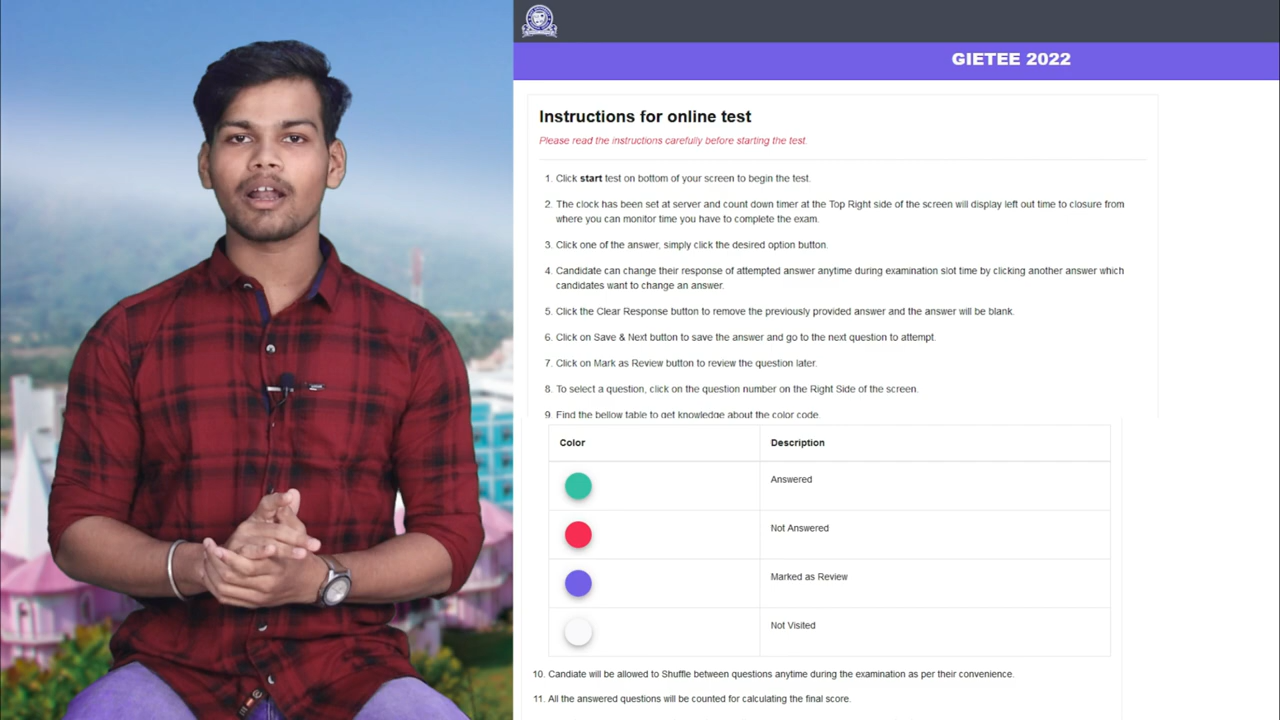 GIETEE 2022
Instructions for online test
Please read the instructions carefully before starting the test.
1. Click start test on bottom of your screen to begin the test.
2. The clock has been set at server and count down timer at the Top Right side of the screen will display left out time to closure from
where you can monitor time you have to complete the exam.
3. Click one of the answer, simply click the desired option button.
4. Candidate can change their response of attempted answer anytime during examination slot time by clicking another answer which
candidates want to change an answer.
5. Click the Clear Response button to remove the previously provided answer and the answer will be blank.
6. Click on Save & Next button to save the answer and go to the next question to attempt.
7. Click on Mark as Review button to review the question later.
8. To select a question, click on the question number on the Right Side of the screen.
9. Find the bellow table to get knowledge about the color code.
Color Description
Answered
Not Answered
Marked as Review
Not Visited
10. Candiate will be allowed to Shuffle between questions anytime during the examination as per their convenience.
11. All the answered questions will be counted for calculating the final score.